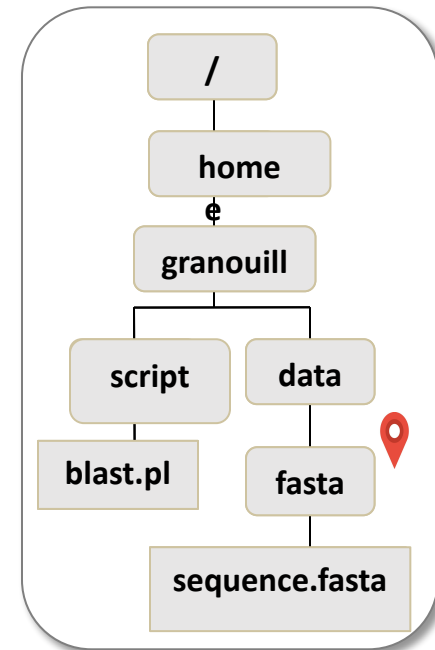 /
home
e
granouill
script
data
blast.pl
fasta
sequence.fasta